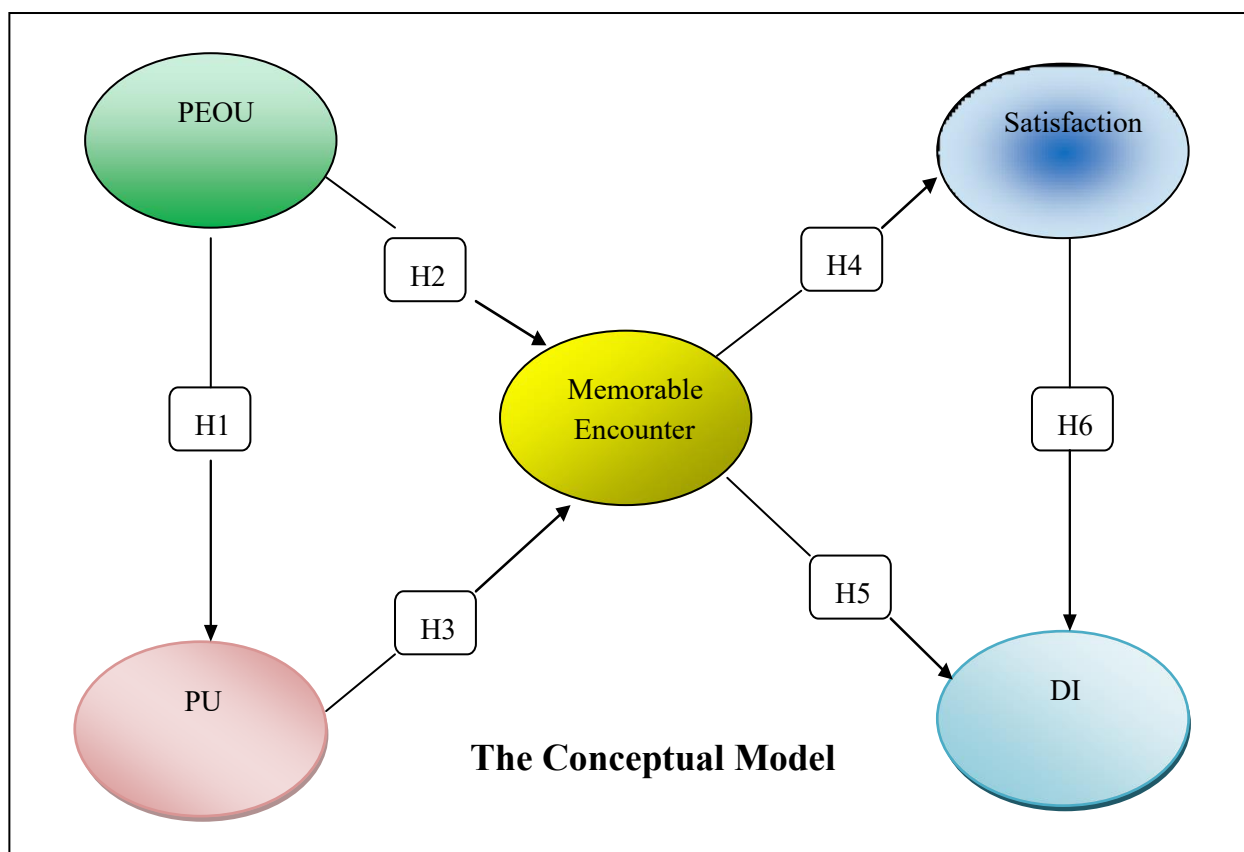 PEOU
Satisfaction
H2
H4
Memorable
Encounter
H1
H6
H3
H5
PU
DI
The Conceptual Model